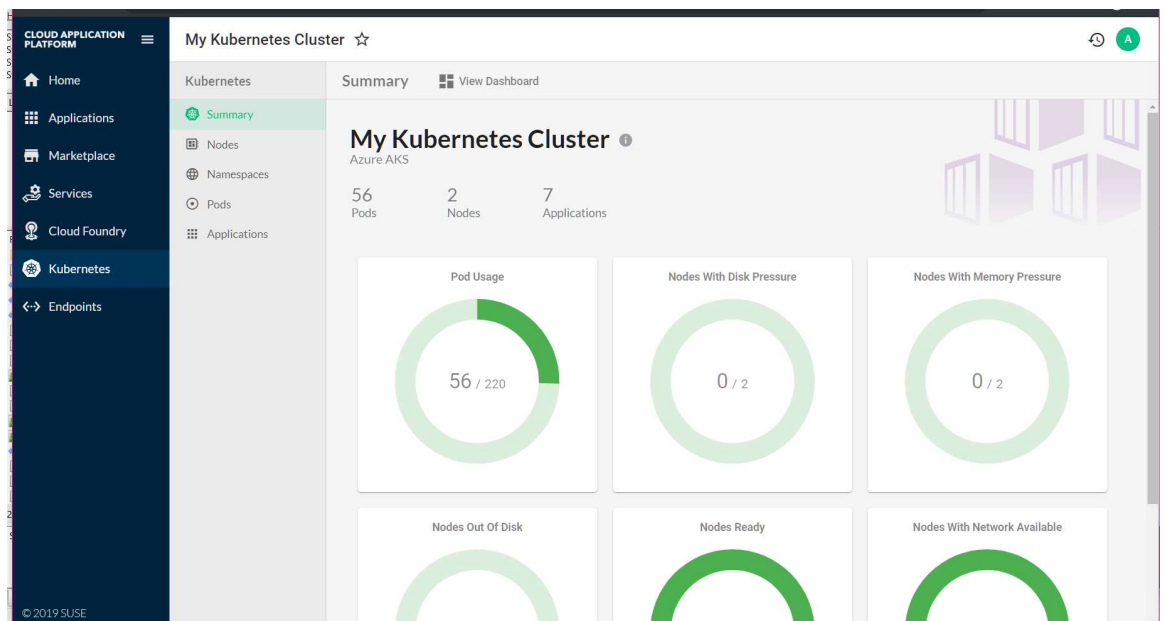 CLOUD APPLICATION
PLATFORM
My Kubernetes Cluster
A
Home
Applications
Marketplace
Services
Cloud Foundry
Kubernetes
Endpoints
© 2019 SUSE
Kubernetes
Summary
Nodes
Namespaces
Pods
Applications
Summary
View Dashboard
My Kubernetes Cluster
Azure AKS
56 2 7
Pods Nodes Applications
Pod Usage
56 / 220
Nodes With Disk Pressure
0 / 2
Nodes With Memory Pressure
0 / 2
Nodes Out Of Disk
Nodes Ready
Nodes With Network Available